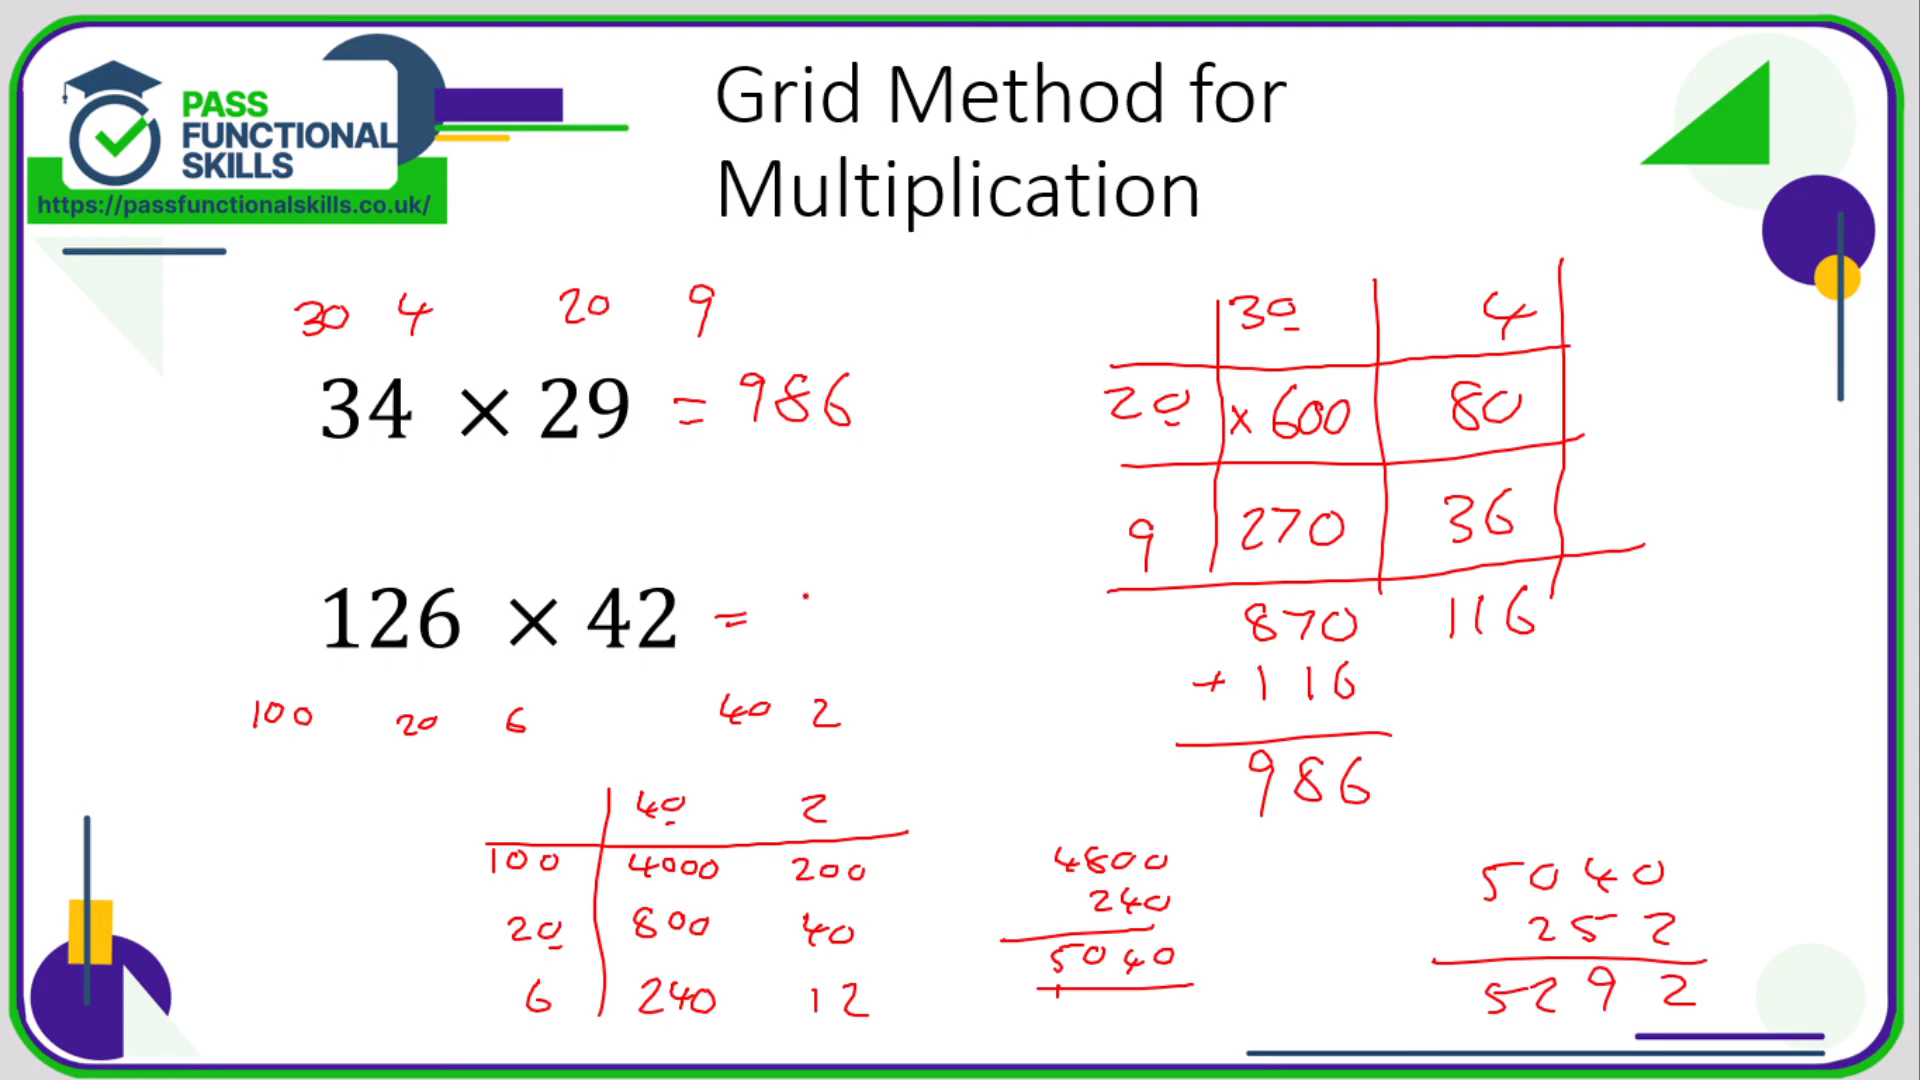 PASS
FUNCTIONAL
SKILLS
https://passfunctionalskills.co.uk/
Grid Method for
Multiplication
30 4 20 9
34 × 29 = 986
126 × 42 =
100 20 6 40 2
30 4
20 × 600 80
9 270 36
870 116
+ 116
986
40 2
100 4000 200
20 800 40
6 240 12
4800
240
5040
5040
252
5292